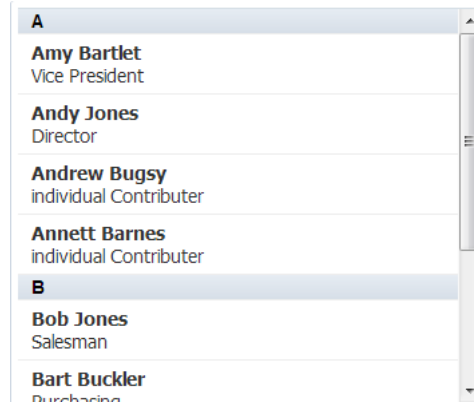 A
Amy Bartlet
Vice President
Andy Jones
Director
Andrew Bugsy
individual Contributer
Annett Barnes
individual Contributer
B
Bob Jones
Salesman
Bart Buckler
Purchasing